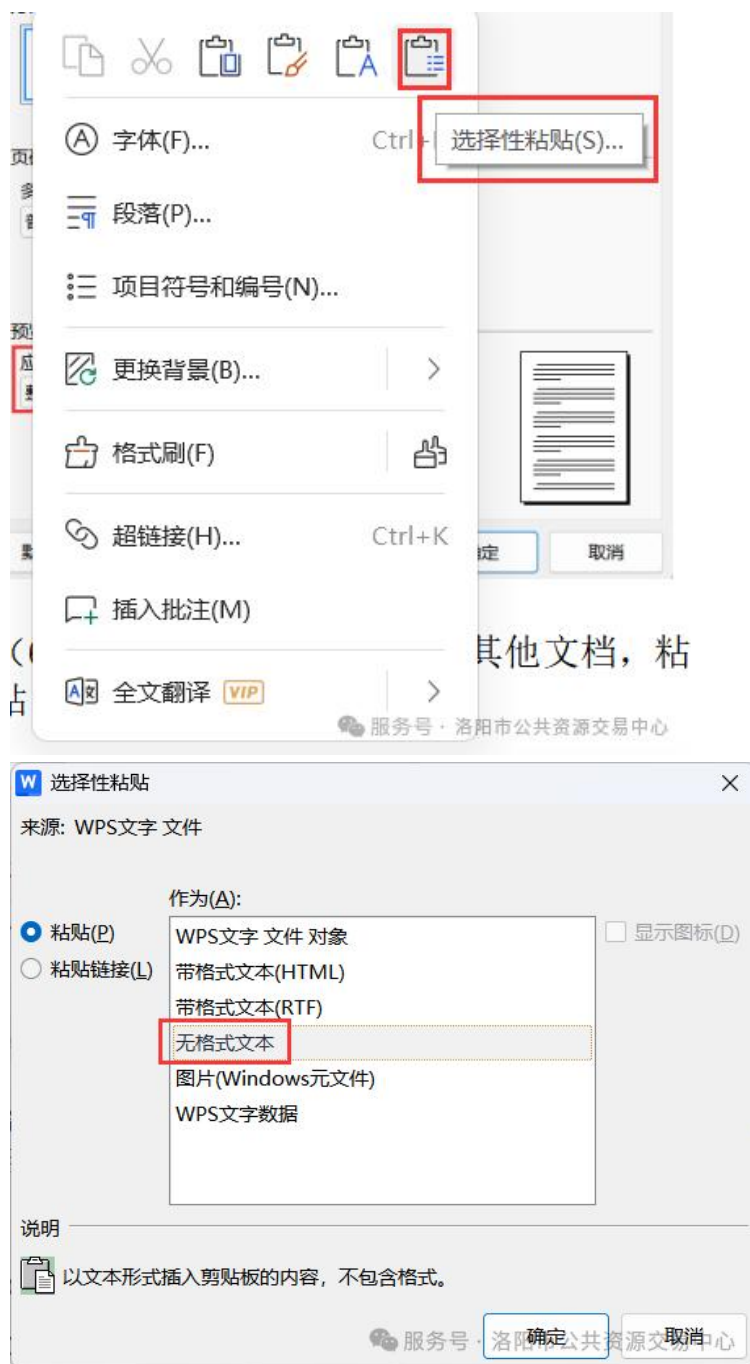 选择性粘贴(S)...
字体(F)...
段落(P)...
项目符号和编号(N)...
更换背景(B)...
格式刷(F)
超链接(H)... Ctrl+K
定 取消
插入批注(M)
其他文档，粘
全文翻译 VIP
服务号 · 洛阳市公共资源交易中心
W 选择性粘贴
来源: WPS文字 文件
作为(A):
粘贴(P)
粘贴链接(L)
WPS文字 文件 对象
带格式文本(HTML)
带格式文本(RTF)
无格式文本
图片(Windows元文件)
WPS文字数据
显示图标(D)
说明
以文本形式插入剪贴板的内容，不包含格式。
确定 取消
服务号 · 洛阳市公共资源交易中心